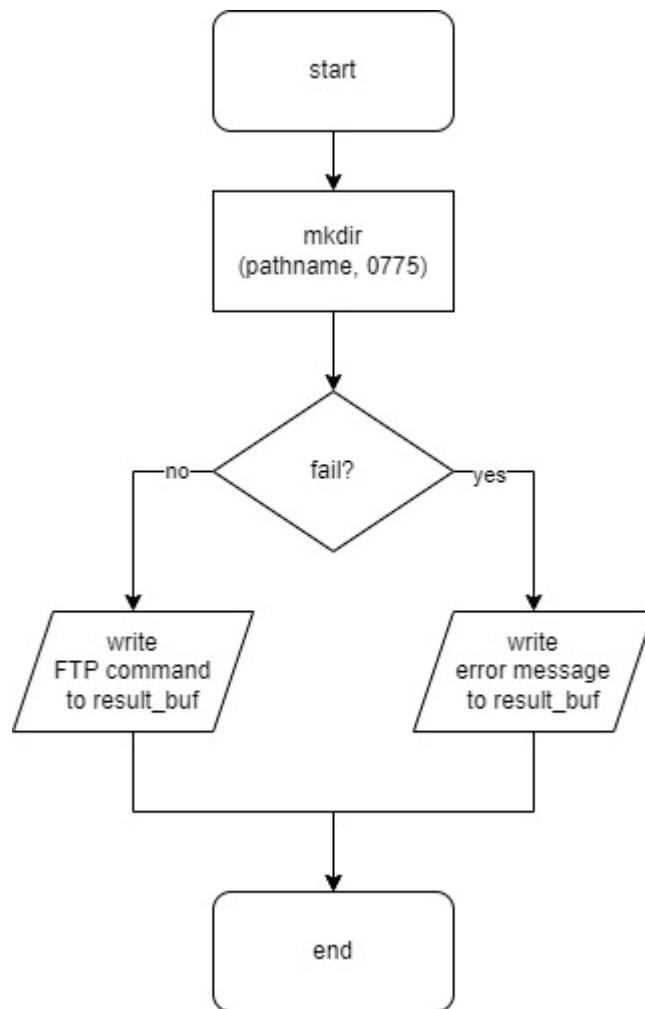 start
mkdir
(pathname, 0775)
fail?
no
yes
write
FTP command
to result_buf
write
error message
to result_buf
end